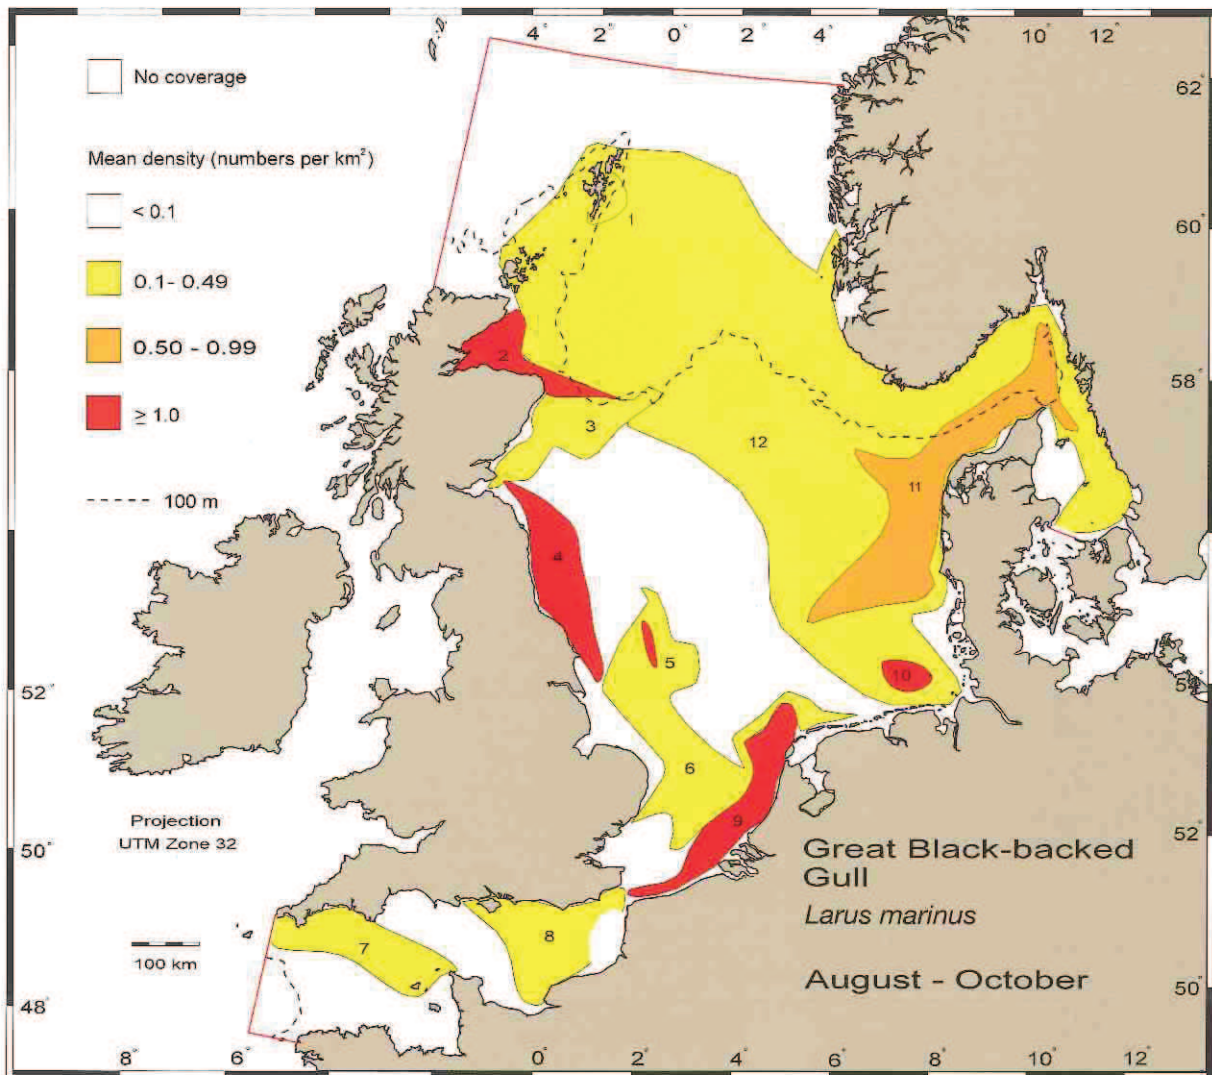 4° 2° 0° 2° 4° 10° 12°
No coverage
62°
Mean density (numbers per km²)
< 0.1
1
60°
0.1- 0.49
0.50 - 0.99
2
58°
≥ 1.0
3
12
11
100 m
4
5
10
52°
54°
6
9
Projection
UTM Zone 32
52°
50°
Great Black-backed
Gull
Larus marinus
7
8
100 km
August - October
50°
48°
8° 6° 0° 2° 4° 6° 8° 10° 12°